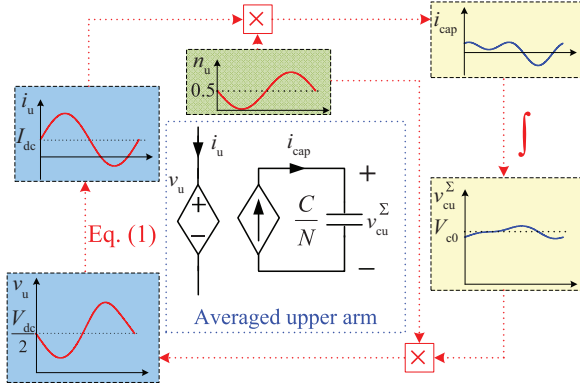 ×
i_cap
n_u
0.5
i_u
I_dc
∫
i_u
i_cap
v_u
+
−
C/N
+
v_cu^Σ
−
v_cu^Σ
V_c0
Eq. (1)
v_u
V_dc/2
Averaged upper arm
×